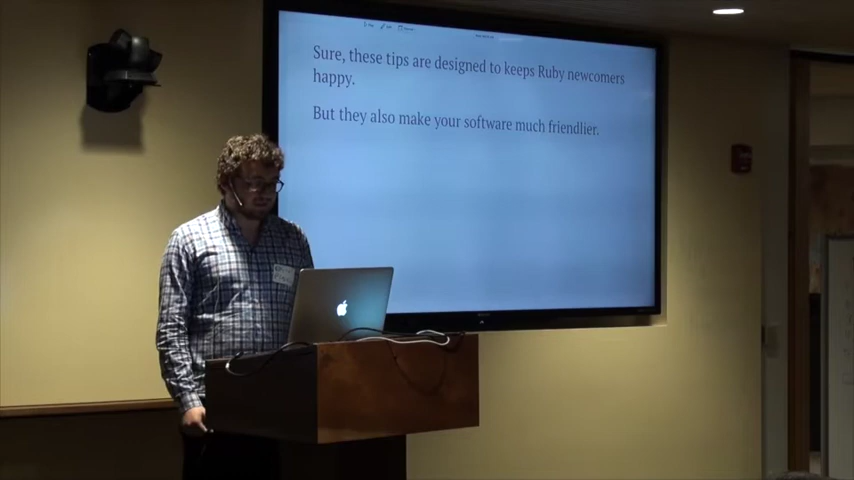 Sure, these tips are designed to keeps Ruby newcomers
happy.
But they also make your software much friendlier.